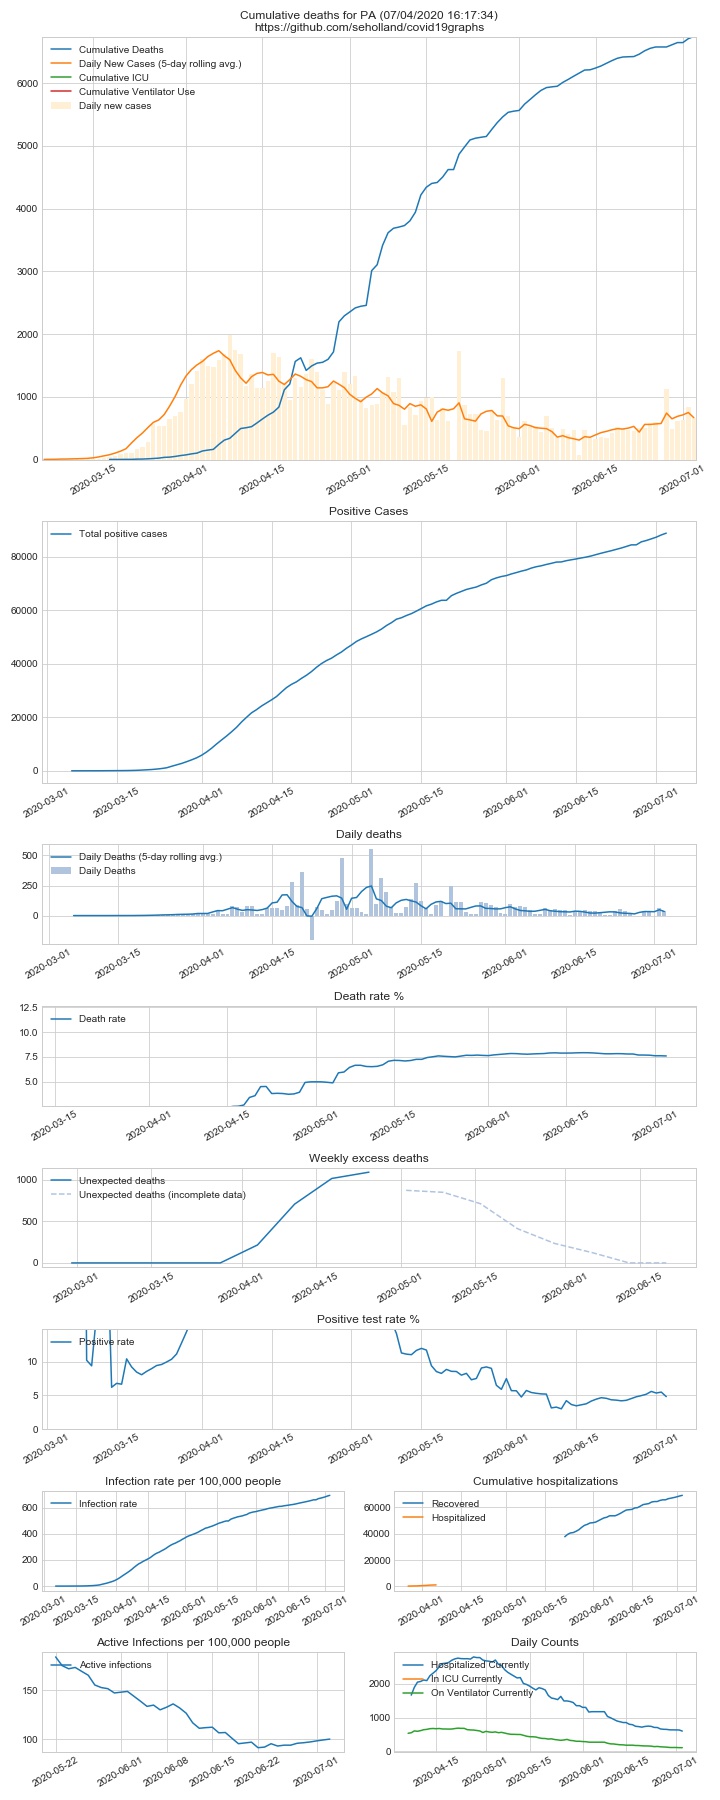 Cumulative deaths for PA (07/04/2020 16:17:34)
https://github.com/seholland/covid19graphs
Cumulative Deaths
Daily New Cases (5-day rolling avg.)
Cumulative ICU
Cumulative Ventilator Use
Daily new cases
6000
5000
4000
3000
2000
1000
0
2020-03-15 2020-04-01 2020-04-15 2020-05-01 2020-05-15 2020-06-01 2020-06-15 2020-07-01
Positive Cases
Total positive cases
80000
60000
40000
20000
0
2020-03-01 2020-03-15 2020-04-01 2020-04-15 2020-05-01 2020-05-15 2020-06-01 2020-06-15 2020-07-01
Daily deaths
Daily Deaths (5-day rolling avg.)
Daily Deaths
500
250
0
2020-03-01 2020-03-15 2020-04-01 2020-04-15 2020-05-01 2020-05-15 2020-06-01 2020-06-15 2020-07-01
Death rate %
Death rate
12.5
10.0
7.5
5.0
2020-03-15 2020-04-01 2020-04-15 2020-05-01 2020-05-15 2020-06-01 2020-06-15 2020-07-01
Weekly excess deaths
Unexpected deaths
Unexpected deaths (incomplete data)
1000
500
0
2020-03-01 2020-03-15 2020-04-01 2020-04-15 2020-05-01 2020-05-15 2020-06-01 2020-06-15
Positive test rate %
Positive rate
10
5
0
2020-03-01 2020-03-15 2020-04-01 2020-04-15 2020-05-01 2020-05-15 2020-06-01 2020-06-15 2020-07-01
Infection rate per 100,000 people
Infection rate
600
400
200
0
2020-03-01 2020-03-15 2020-04-01 2020-04-15 2020-05-01 2020-05-15 2020-06-01 2020-06-15 2020-07-01
Cumulative hospitalizations
Recovered
Hospitalized
60000
40000
20000
0
2020-04-01 2020-04-15 2020-05-01 2020-05-15 2020-06-01 2020-06-15 2020-07-01
Active Infections per 100,000 people
Active infections
150
100
2020-05-22 2020-06-01 2020-06-08 2020-06-15 2020-06-22 2020-07-01
Daily Counts
Hospitalized Currently
In ICU Currently
On Ventilator Currently
2000
1000
0
2020-04-15 2020-05-01 2020-05-15 2020-06-01 2020-06-15 2020-07-01